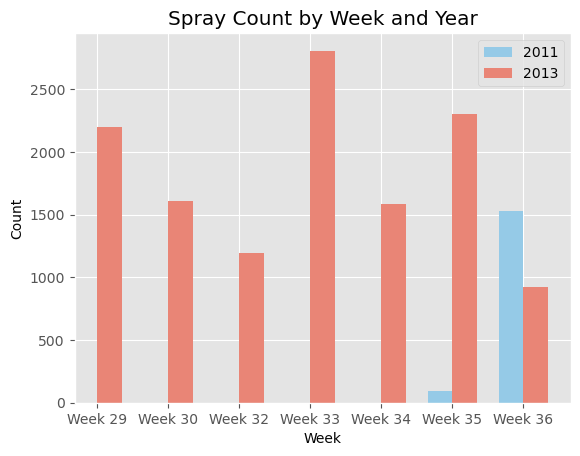 Spray Count by Week and Year
2011
2013
Count
2500
2000
1500
1000
500
0
Week 29 Week 30 Week 32 Week 33 Week 34 Week 35 Week 36
Week